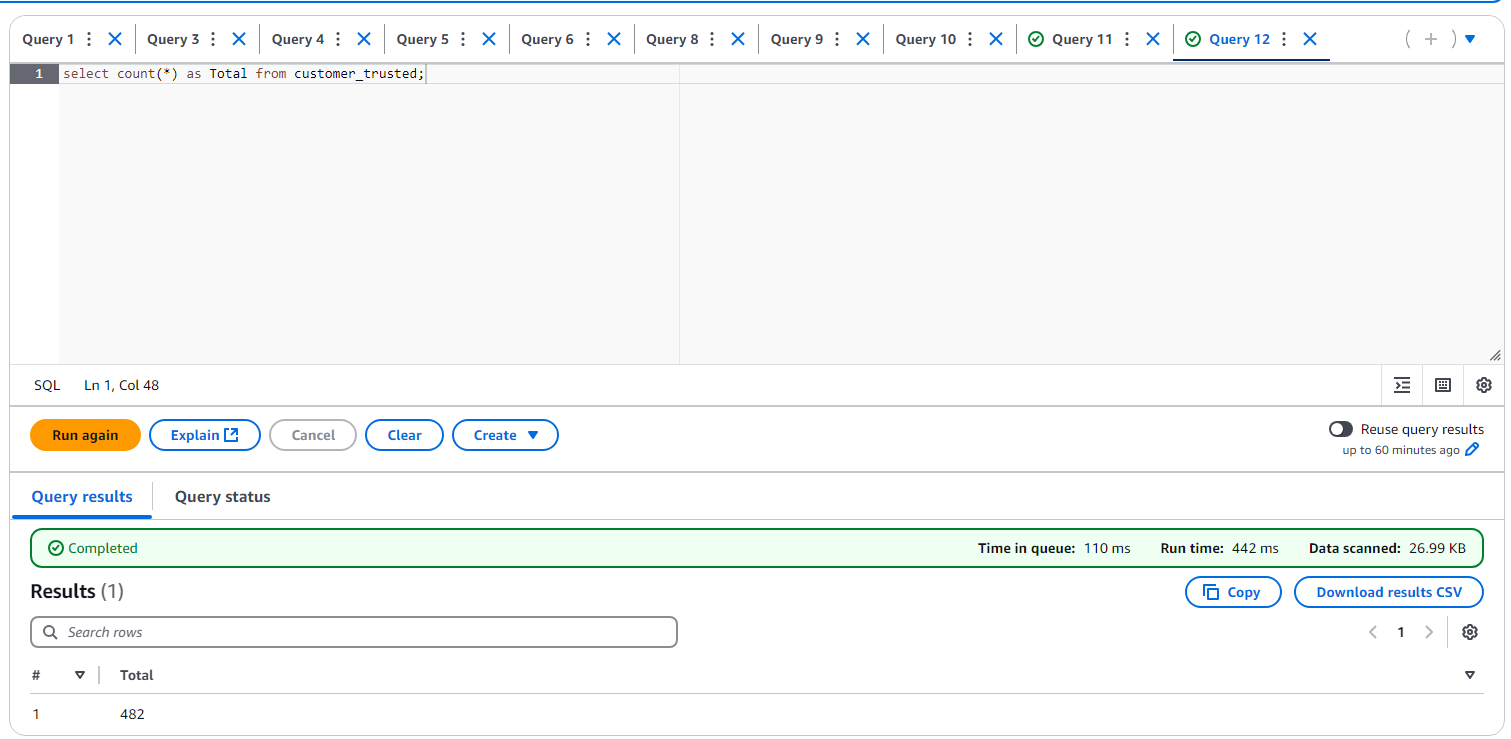 Query 1 Query 3 Query 4 Query 5 Query 6 Query 8 Query 9 Query 10 Query 11 Query 12
1 select count(*) as Total from customer_trusted;
SQL Ln 1, Col 48
Run again Explain Cancel Clear Create Reuse query results
up to 60 minutes ago
Query results Query status
Completed Time in queue: 110 ms Run time: 442 ms Data scanned: 26.99 KB
Results (1) Copy Download results CSV
Search rows 1
# Total
1 482